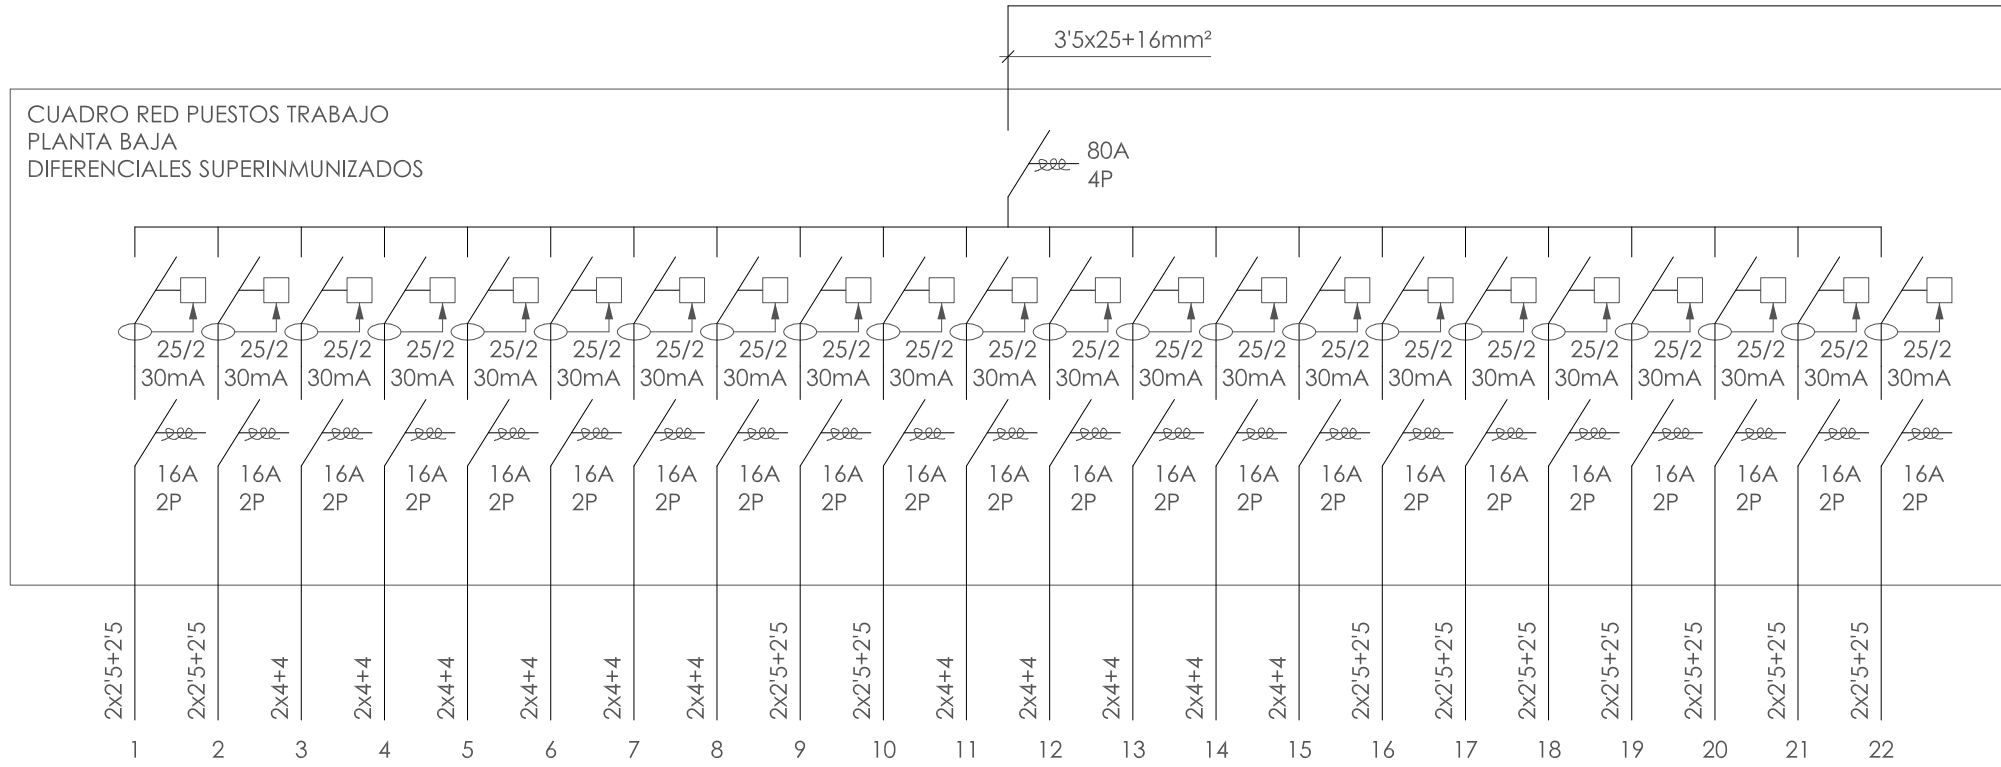 3'5x25+16mm²
CUADRO RED PUESTOS TRABAJO
PLANTA BAJA
DIFERENCIALES SUPERINMUNIZADOS
80A
4P
25/2 25/2 25/2 25/2 25/2 25/2 25/2 25/2 25/2 25/2 25/2 25/2 25/2 25/2 25/2 25/2 25/2 25/2 25/2 25/2 25/2 25/2
30mA 30mA 30mA 30mA 30mA 30mA 30mA 30mA 30mA 30mA 30mA 30mA 30mA 30mA 30mA 30mA 30mA 30mA 30mA 30mA 30mA 30mA
16A 16A 16A 16A 16A 16A 16A 16A 16A 16A 16A 16A 16A 16A 16A 16A 16A 16A 16A 16A 16A 16A
2P 2P 2P 2P 2P 2P 2P 2P 2P 2P 2P 2P 2P 2P 2P 2P 2P 2P 2P 2P 2P 2P
2x2'5+2'5 2x2'5+2'5 2x4+4 2x4+4 2x4+4 2x4+4 2x4+4 2x4+4 2x2'5+2'5 2x2'5+2'5 2x4+4 2x4+4 2x4+4 2x4+4 2x4+4 2x2'5+2'5 2x2'5+2'5 2x2'5+2'5 2x2'5+2'5 2x2'5+2'5 2x2'5+2'5 2x2'5+2'5
1 2 3 4 5 6 7 8 9 10 11 12 13 14 15 16 17 18 19 20 21 22